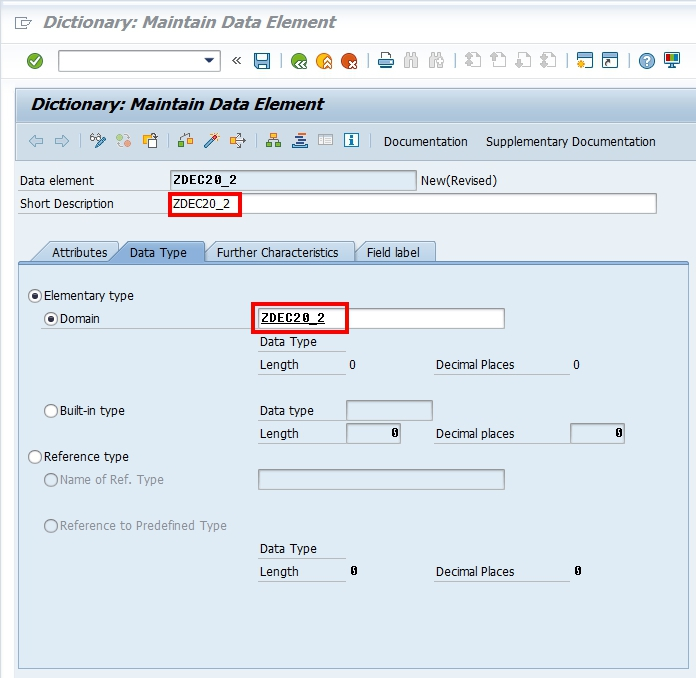 Dictionary: Maintain Data Element
Dictionary: Maintain Data Element
Documentation Supplementary Documentation
Data element ZDEC20_2 New(Revised)
Short Description ZDEC20_2
Attributes Data Type Further Characteristics Field label
Elementary type
Domain ZDEC20_2
Data Type
Length 0 Decimal Places 0
Built-in type Data type
Length 0 Decimal places 0
Reference type
Name of Ref. Type
Reference to Predefined Type
Data Type
Length 0 Decimal Places 0